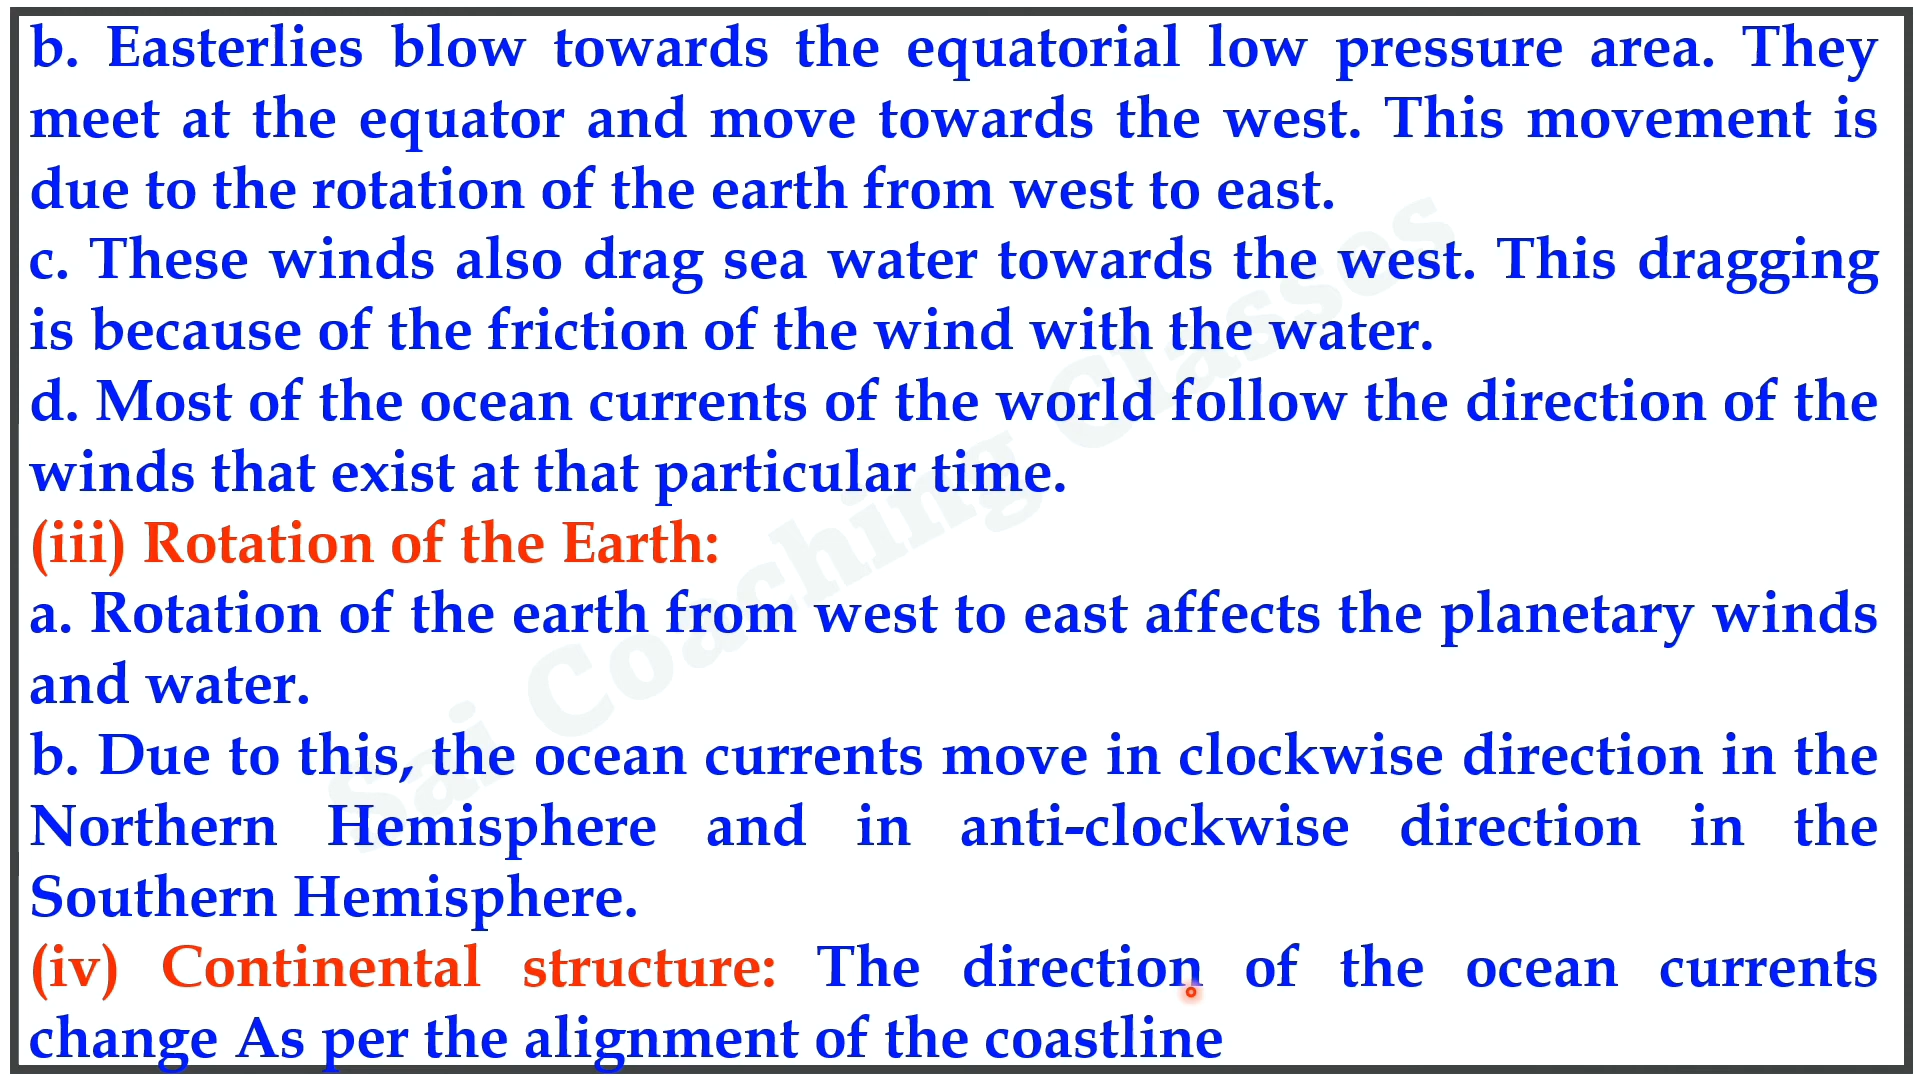 b. Easterlies blow towards the equatorial low pressure area. They
meet at the equator and move towards the west. This movement is
due to the rotation of the earth from west to east.
c. These winds also drag sea water towards the west. This dragging
is because of the friction of the wind with the water.
d. Most of the ocean currents of the world follow the direction of the
winds that exist at that particular time.
(iii) Rotation of the Earth:
a. Rotation of the earth from west to east affects the planetary winds
and water.
b. Due to this, the ocean currents move in clockwise direction in the
Northern Hemisphere and in anti-clockwise direction in the
Southern Hemisphere.
(iv) Continental structure: The direction of the ocean currents
change As per the alignment of the coastline
Sai Coaching Classes